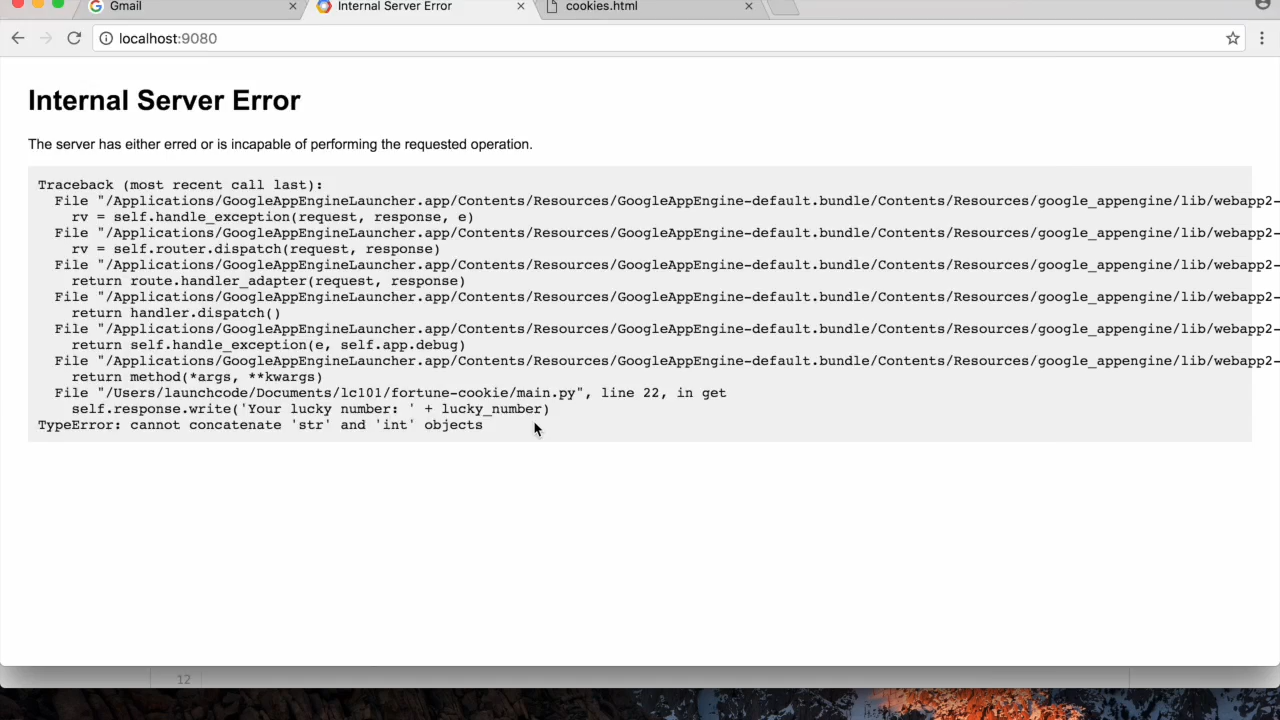 Gmail
Internal Server Error
cookies.html
localhost:9080
Internal Server Error
The server has either erred or is incapable of performing the requested operation.
Traceback (most recent call last):
File "/Applications/GoogleAppEngineLauncher.app/Contents/Resources/GoogleAppEngine-default.bundle/Contents/Resources/google_appengine/lib/webapp2-
rv = self.handle_exception(request, response, e)
File "/Applications/GoogleAppEngineLauncher.app/Contents/Resources/GoogleAppEngine-default.bundle/Contents/Resources/google_appengine/lib/webapp2-
rv = self.router.dispatch(request, response)
File "/Applications/GoogleAppEngineLauncher.app/Contents/Resources/GoogleAppEngine-default.bundle/Contents/Resources/google_appengine/lib/webapp2-
return route.handler_adapter(request, response)
File "/Applications/GoogleAppEngineLauncher.app/Contents/Resources/GoogleAppEngine-default.bundle/Contents/Resources/google_appengine/lib/webapp2-
return handler.dispatch()
File "/Applications/GoogleAppEngineLauncher.app/Contents/Resources/GoogleAppEngine-default.bundle/Contents/Resources/google_appengine/lib/webapp2-
return self.handle_exception(e, self.app.debug)
File "/Applications/GoogleAppEngineLauncher.app/Contents/Resources/GoogleAppEngine-default.bundle/Contents/Resources/google_appengine/lib/webapp2-
return method(*args, **kwargs)
File "/Users/launchcode/Documents/lc101/fortune-cookie/main.py", line 22, in get
self.response.write('Your lucky number: ' + lucky_number)
TypeError: cannot concatenate 'str' and 'int' objects
12